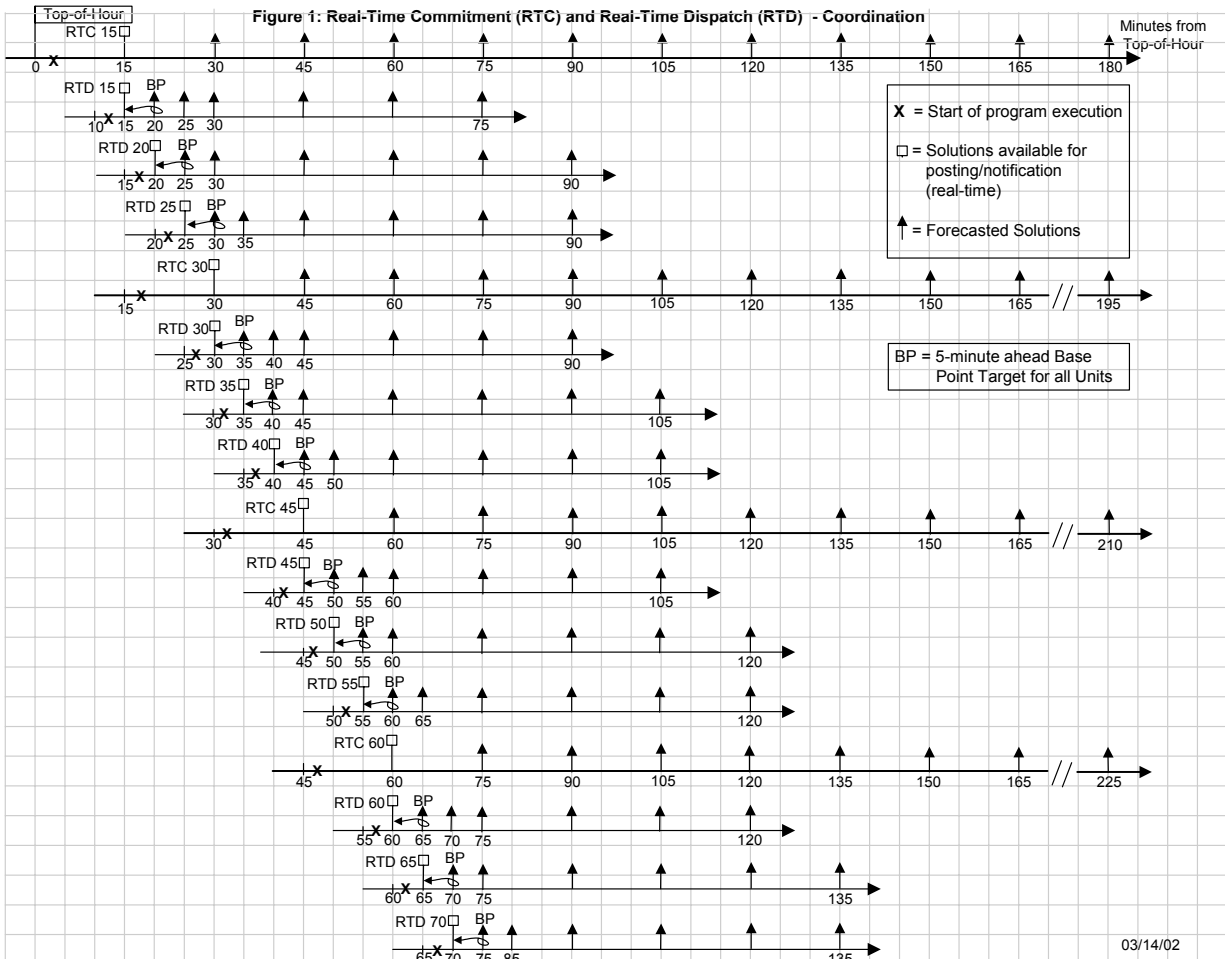 Figure 1: Real-Time Commitment (RTC) and Real-Time Dispatch (RTD) - Coordination
Top-of-Hour
Minutes from
Top-of-Hour
RTC 15
0 X 15 30 45 60 75 90 105 120 135 150 165 180
RTD 15 BP
10 X 15 20 25 30 75
X = Start of program execution
= Solutions available for
posting/notification
(real-time)
= Forecasted Solutions
RTD 20 BP
15 X 20 25 30 90
RTD 25 BP
20 X 25 30 35 90
RTC 30
15 X 30 45 60 75 90 105 120 135 150 165 // 195
RTD 30 BP
25 X 30 35 40 45 90
BP = 5-minute ahead Base
Point Target for all Units
RTD 35 BP
30 X 35 40 45 105
RTD 40 BP
35 X 40 45 50 105
RTC 45
30 X 45 60 75 90 105 120 135 150 165 // 210
RTD 45 BP
40 X 45 50 55 60 105
RTD 50 BP
45 X 50 55 60 120
RTD 55 BP
50 X 55 60 65 120
RTC 60
45 X 60 75 90 105 120 135 150 165 // 225
RTD 60 BP
55 X 60 65 70 75 120
RTD 65 BP
60 X 65 70 75 135
RTD 70 BP
65 X 70 75 85 135
03/14/02